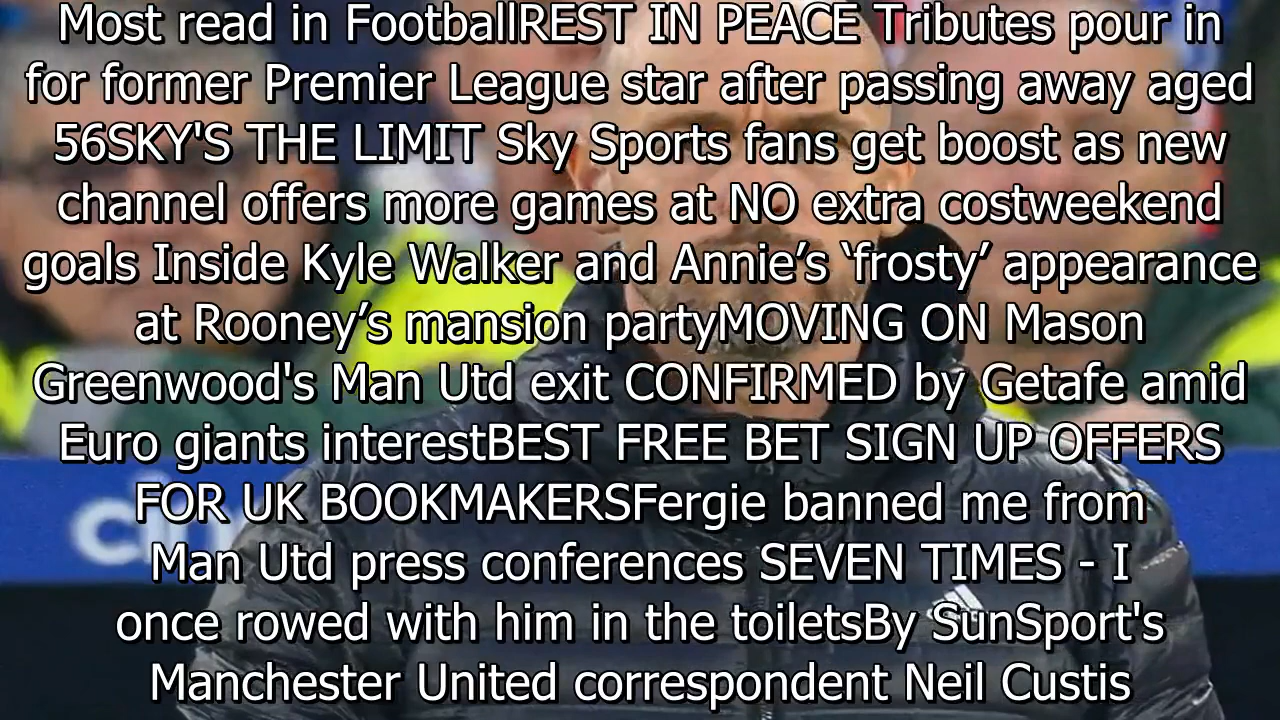 Most read in FootballREST IN PEACE Tributes pour in
for former Premier League star after passing away aged
56SKY'S THE LIMIT Sky Sports fans get boost as new
channel offers more games at NO extra costweekend
goals Inside Kyle Walker and Annie’s ‘frosty’ appearance
at Rooney’s mansion partyMOVING ON Mason
Greenwood's Man Utd exit CONFIRMED by Getafe amid
Euro giants interestBEST FREE BET SIGN UP OFFERS
FOR UK BOOKMAKERSFergie banned me from
Man Utd press conferences SEVEN TIMES - I
once rowed with him in the toiletsBy SunSport's
Manchester United correspondent Neil Custis